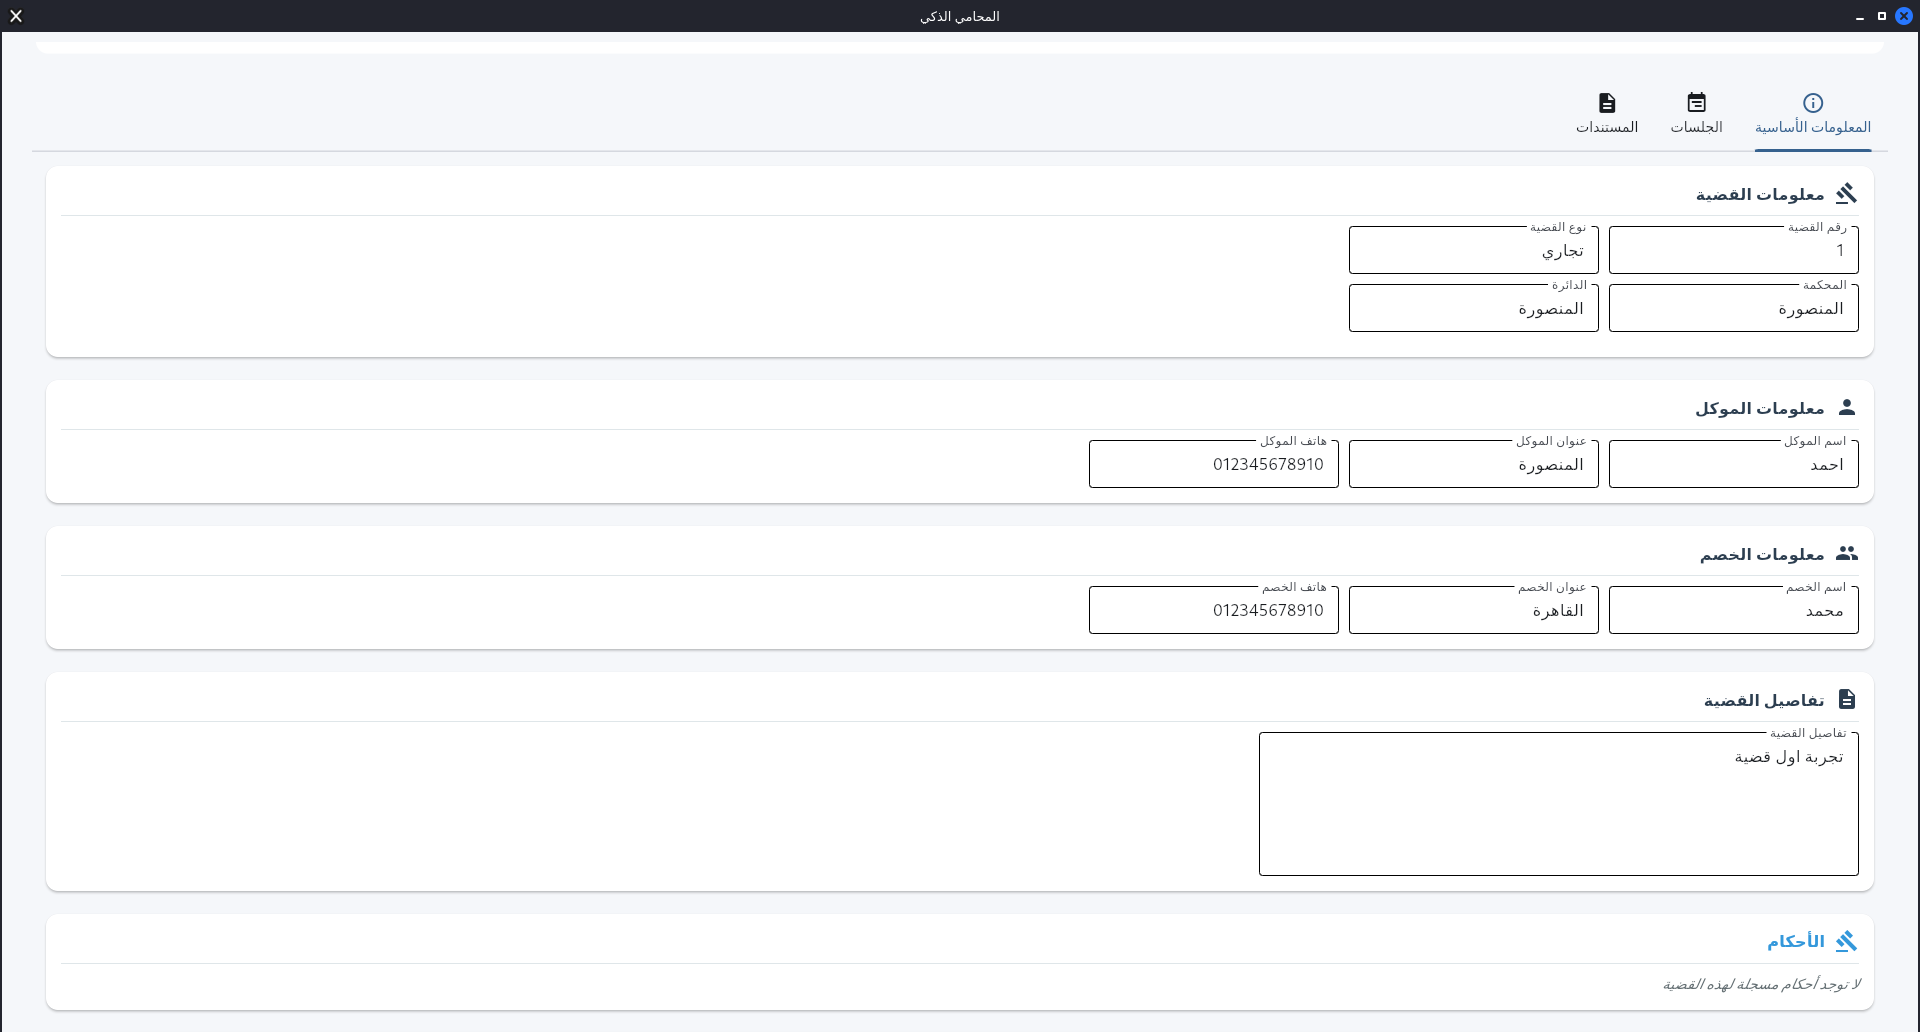 المحامي الذكي
المعلومات الأساسية
الجلسات
المستندات
معلومات القضية
رقم القضية
1
نوع القضية
تجاري
المحكمة
المنصورة
الدائرة
المنصورة
معلومات الموكل
اسم الموكل
احمد
عنوان الموكل
المنصورة
هاتف الموكل
012345678910
معلومات الخصم
اسم الخصم
محمد
عنوان الخصم
القاهرة
هاتف الخصم
012345678910
تفاصيل القضية
تفاصيل القضية
تجربة اول قضية
الأحكام
لا توجد أحكام مسجلة لهذه القضية